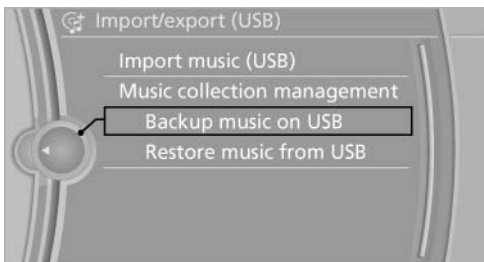 Import/export (USB)
Import music (USB)
Music collection management
Backup music on USB
Restore music from USB